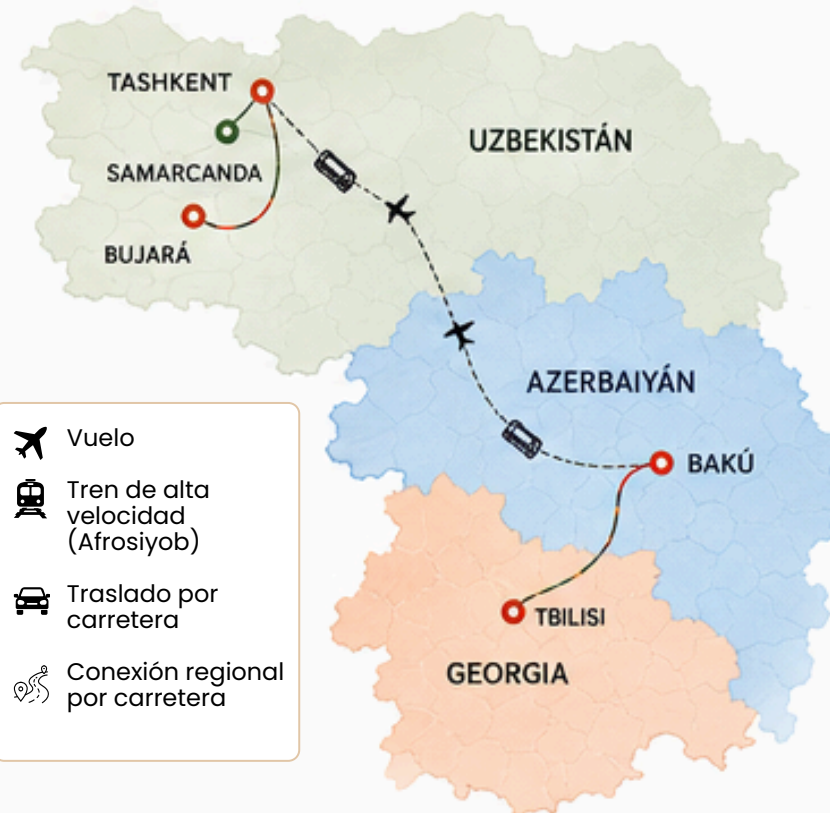 TASHKENT
SAMARCANDA
BUJARÁ
UZBEKISTÁN
AZERBAIYÁN
BAKÚ
TBILISI
GEORGIA
Vuelo
Tren de alta
velocidad
(Afrosiyob)
Traslado por
carretera
Conexión regional
por carretera